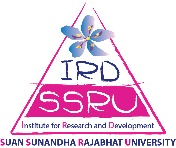 IRD
SSRU
Institute for Research and Development
SUAN SUNANDHA RAJABHAT UNIVERSITY